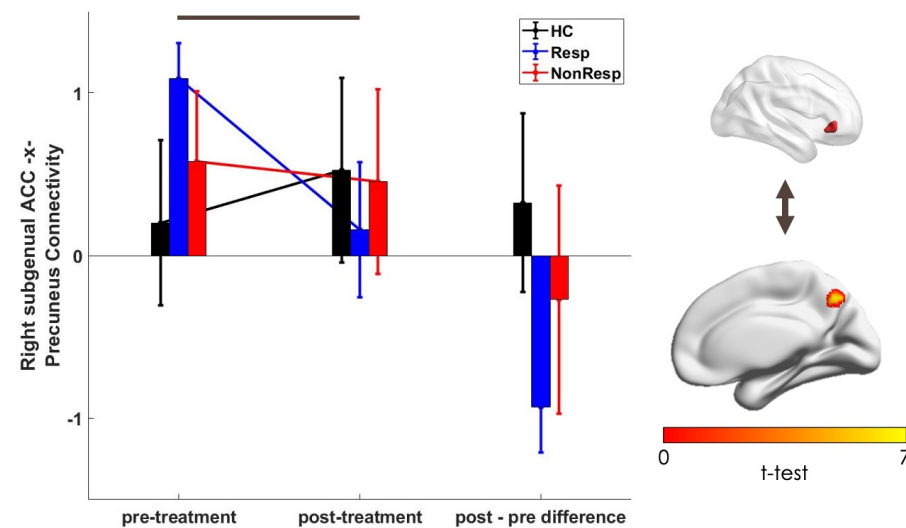 Right subgenual ACC -x-
Precuneus Connectivity
1
0
-1
HC
Resp
NonResp
pre-treatment
post-treatment
post - pre difference
0
7
t-test